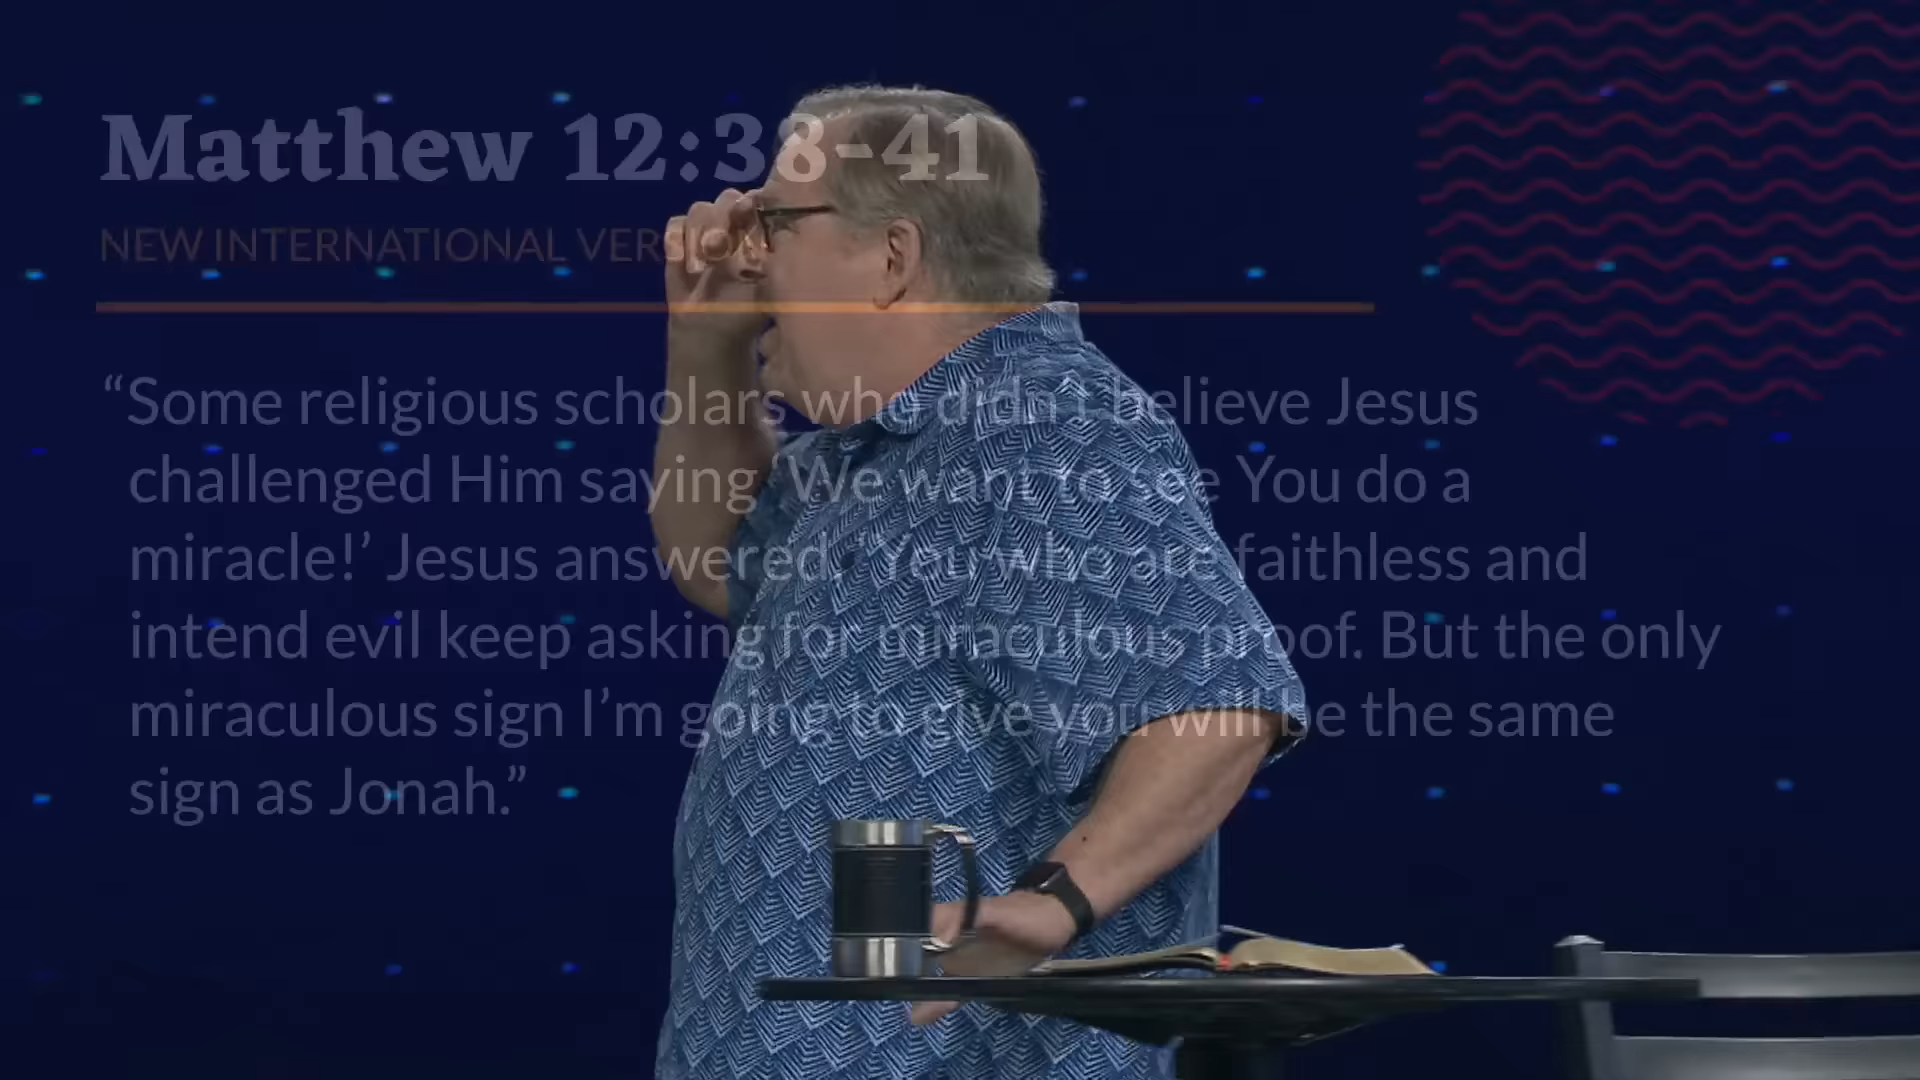 Matthew 12:38-41
NEW INTERNATIONAL VERSION
“Some religious scholars who didn’t believe Jesus
challenged Him saying ‘We want to see You do a
miracle!’ Jesus answered, ‘You who are faithless and
intend evil keep asking for miraculous proof. But the only
miraculous sign I’m going to give you will be the same
sign as Jonah.”